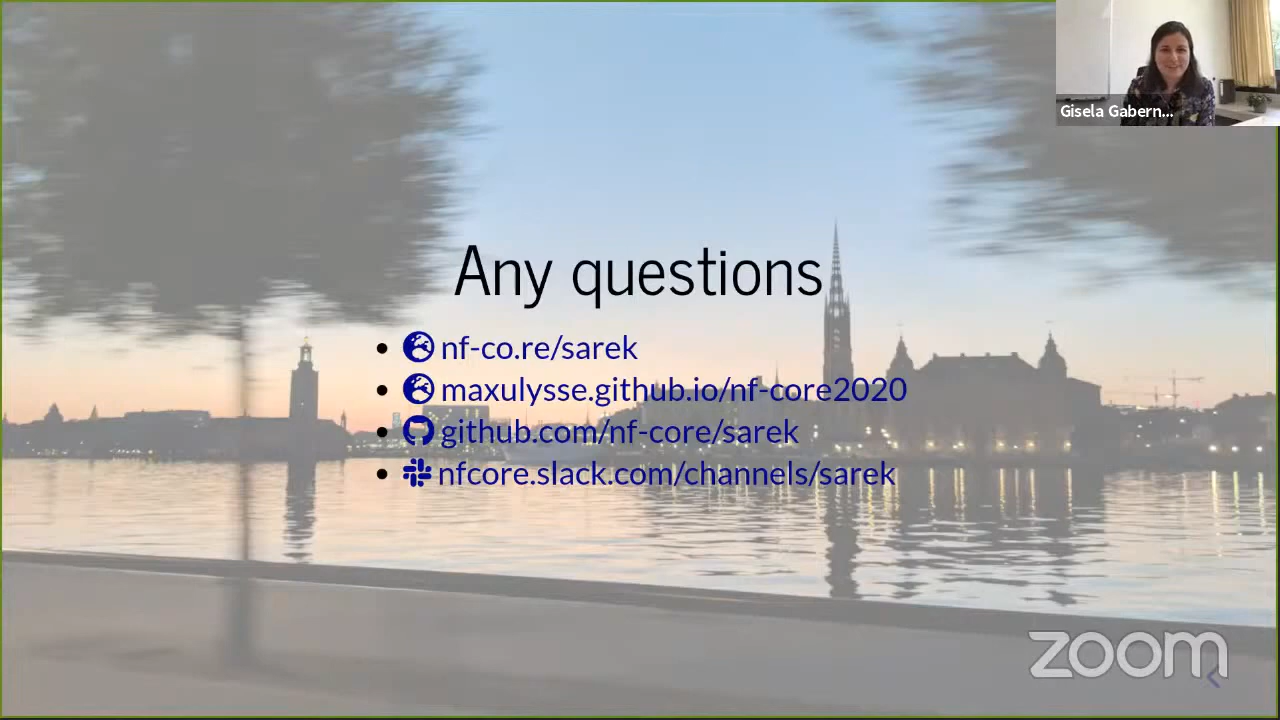 Gisela Gabern...
Any questions
nf-co.re/sarek
maxulysse.github.io/nf-core2020
github.com/nf-core/sarek
nfcore.slack.com/channels/sarek
zoom